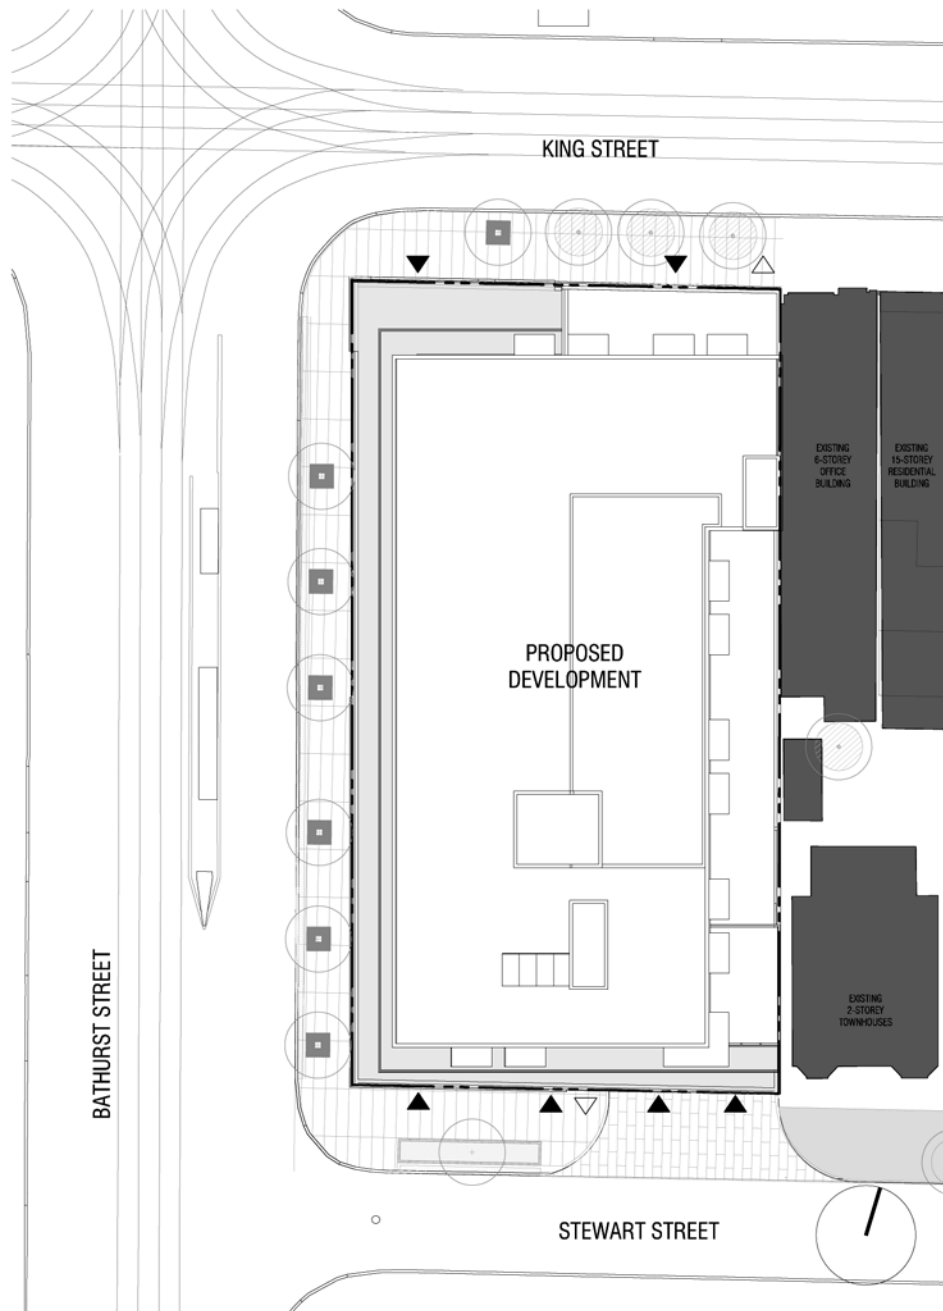 KING STREET
EXISTING
6-STOREY
OFFICE
BUILDING
EXISTING
15-STOREY
RESIDENTIAL
BUILDING
PROPOSED
DEVELOPMENT
BATHURST STREET
EXISTING
2-STOREY
TOWNHOUSES
STEWART STREET